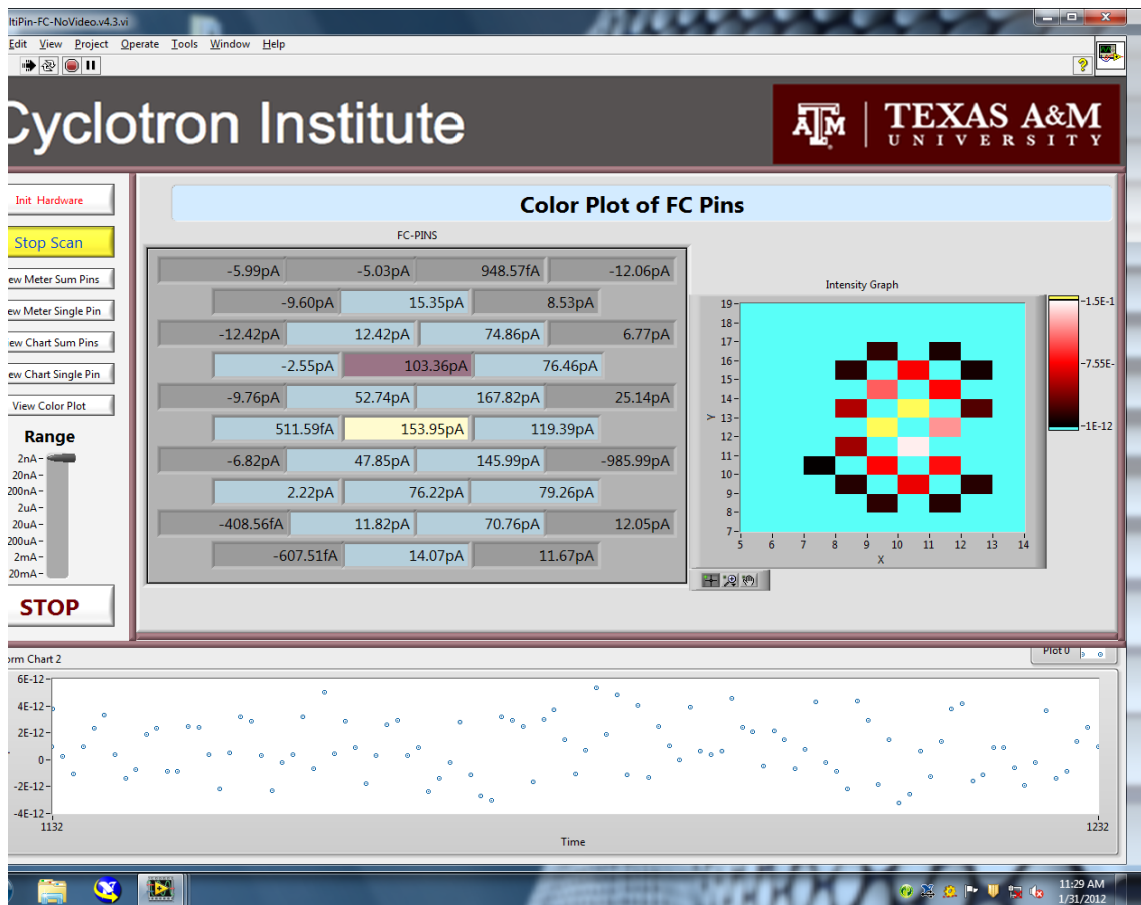 ltiPin-FC-NoVideo.v4.3.vi
Edit View Project Operate Tools Window Help
Cyclotron Institute
TEXAS A&M
UNIVERSITY
Init Hardware
Stop Scan
ew Meter Sum Pins
ew Meter Single Pin
ew Chart Sum Pins
ew Chart Single Pin
View Color Plot
Range
2nA
20nA
200nA
2uA
20uA
200uA
2mA
20mA
STOP
Color Plot of FC Pins
FC-PINS
-5.99pA -5.03pA 948.57fA -12.06pA
-9.60pA 15.35pA 8.53pA
-12.42pA 12.42pA 74.86pA 6.77pA
-2.55pA 103.36pA 76.46pA
-9.76pA 52.74pA 167.82pA 25.14pA
511.59fA 153.95pA 119.39pA
-6.82pA 47.85pA 145.99pA -985.99pA
2.22pA 76.22pA 79.26pA
-408.56fA 11.82pA 70.76pA 12.05pA
-607.51fA 14.07pA 11.67pA
Intensity Graph
19
18
17
16
15
14
13
12
11
10
9
8
7
Y
5 6 7 8 9 10 11 12 13 14
X
-1.5E-1
-7.55E-
-1E-12
orm Chart 2
Plot 0
6E-12
4E-12
2E-12
0
-2E-12
-4E-12
1132 1232
Time
11:29 AM
1/31/2012